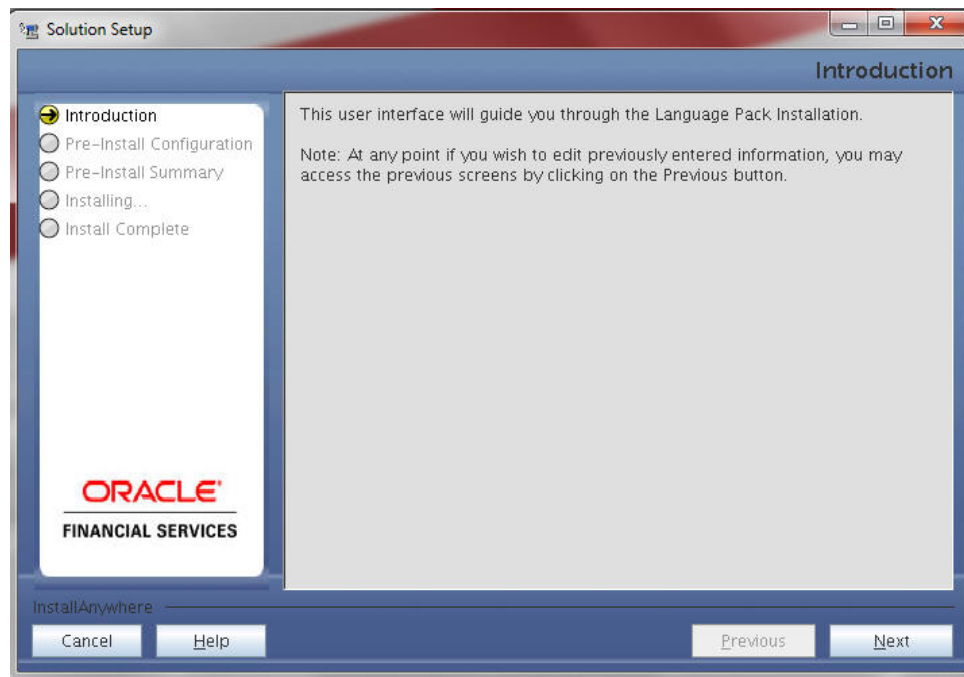 Solution Setup
Introduction
Introduction
Pre-Install Configuration
Pre-Install Summary
Installing...
Install Complete
This user interface will guide you through the Language Pack Installation.
Note: At any point if you wish to edit previously entered information, you may
access the previous screens by clicking on the Previous button.
ORACLE
FINANCIAL SERVICES
InstallAnywhere
Cancel
Help
Previous
Next